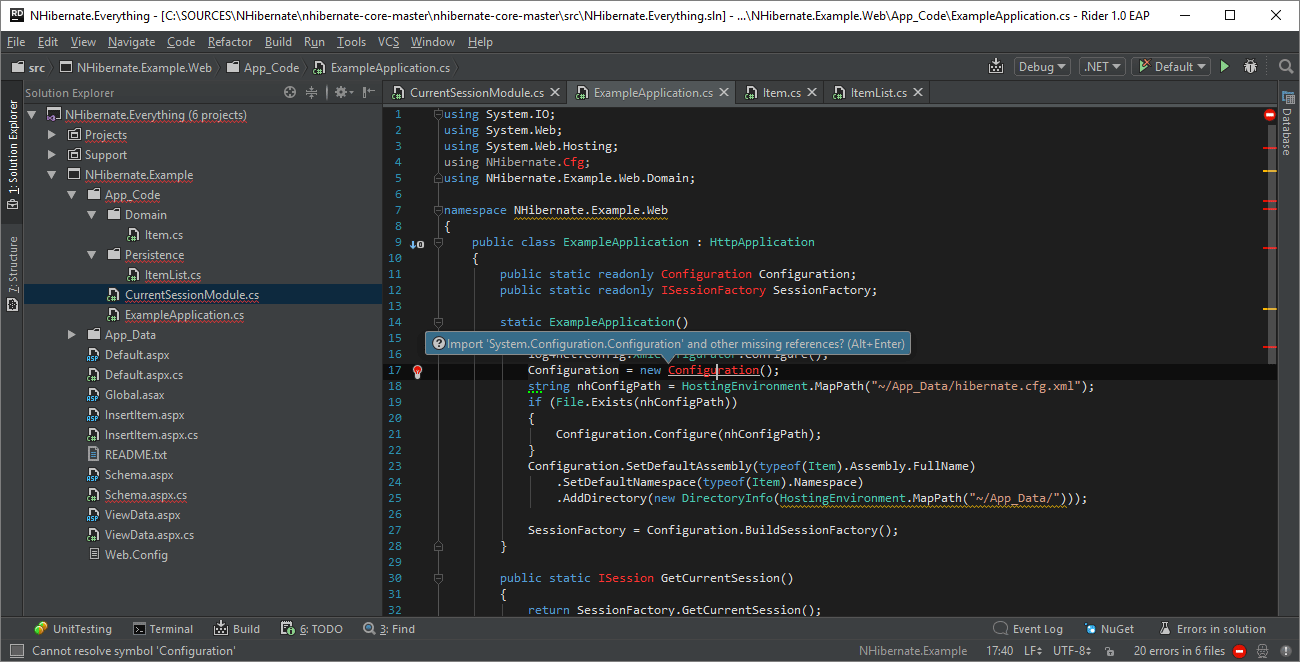 NHibernate.Everything - [C:\SOURCES\NHibernate\nhibernate-core-master\nhibernate-core-master\src\NHibernate.Everything.sln] - ...\NHibernate.Example.Web\App_Code\ExampleApplication.cs - Rider 1.0 EAP
File Edit View Navigate Code Refactor Build Run Tools VCS Window Help
src NHibernate.Example.Web App_Code ExampleApplication.cs Debug .NET Default
Solution Explorer
CurrentSessionModule.cs ExampleApplication.cs Item.cs ItemList.cs
1: Solution Explorer
7: Structure
NHibernate.Everything (6 projects)
Projects
Support
NHibernate.Example
App_Code
Domain
Item.cs
Persistence
ItemList.cs
CurrentSessionModule.cs
ExampleApplication.cs
App_Data
Default.aspx
Default.aspx.cs
Global.asax
InsertItem.aspx
InsertItem.aspx.cs
README.txt
Schema.aspx
Schema.aspx.cs
ViewData.aspx
ViewData.aspx.cs
Web.Config
1 using System.IO;
2 using System.Web;
3 using System.Web.Hosting;
4 using NHibernate.Cfg;
5 using NHibernate.Example.Web.Domain;
6
7 namespace NHibernate.Example.Web
8 {
9 public class ExampleApplication : HttpApplication
10 {
11 public static readonly Configuration Configuration;
12 public static readonly ISessionFactory SessionFactory;
13
14 static ExampleApplication()
15
Import 'System.Configuration.Configuration' and other missing references? (Alt+Enter)
16 log4net.Config.XmlConfigurator.Configure();
17 Configuration = new Configuration();
18 string nhConfigPath = HostingEnvironment.MapPath("~/App_Data/hibernate.cfg.xml");
19 if (File.Exists(nhConfigPath))
20 {
21 Configuration.Configure(nhConfigPath);
22 }
23 Configuration.SetDefaultAssembly(typeof(Item).Assembly.FullName)
24 .SetDefaultNamespace(typeof(Item).Namespace)
25 .AddDirectory(new DirectoryInfo(HostingEnvironment.MapPath("~/App_Data/")));
26
27 SessionFactory = Configuration.BuildSessionFactory();
28 }
29
30 public static ISession GetCurrentSession()
31 {
32 return SessionFactory.GetCurrentSession();
Database
UnitTesting Terminal Build 6: TODO 3: Find Event Log NuGet Errors in solution
Cannot resolve symbol 'Configuration' NHibernate.Example 17:40 LF UTF-8 20 errors in 6 files